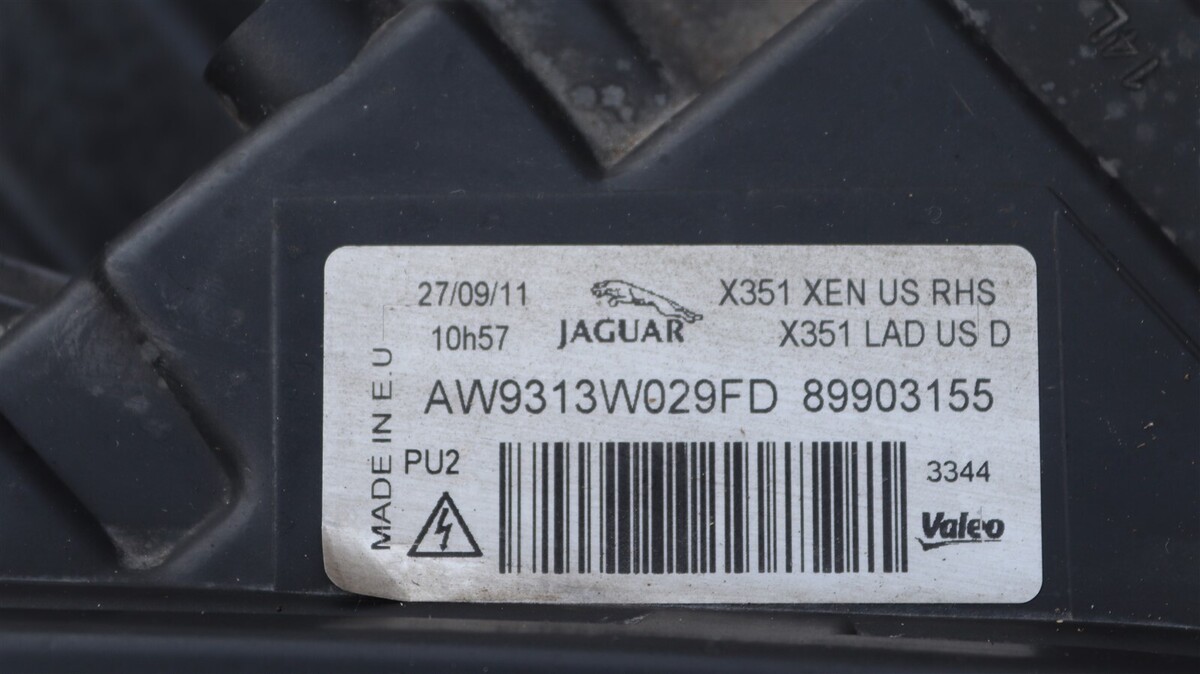 27/09/11
10h57
JAGUAR
X351 XEN US RHS
X351 LAD US D
AW9313W029FD 89903155
MADE IN E.U
PU2
3344
Valeo